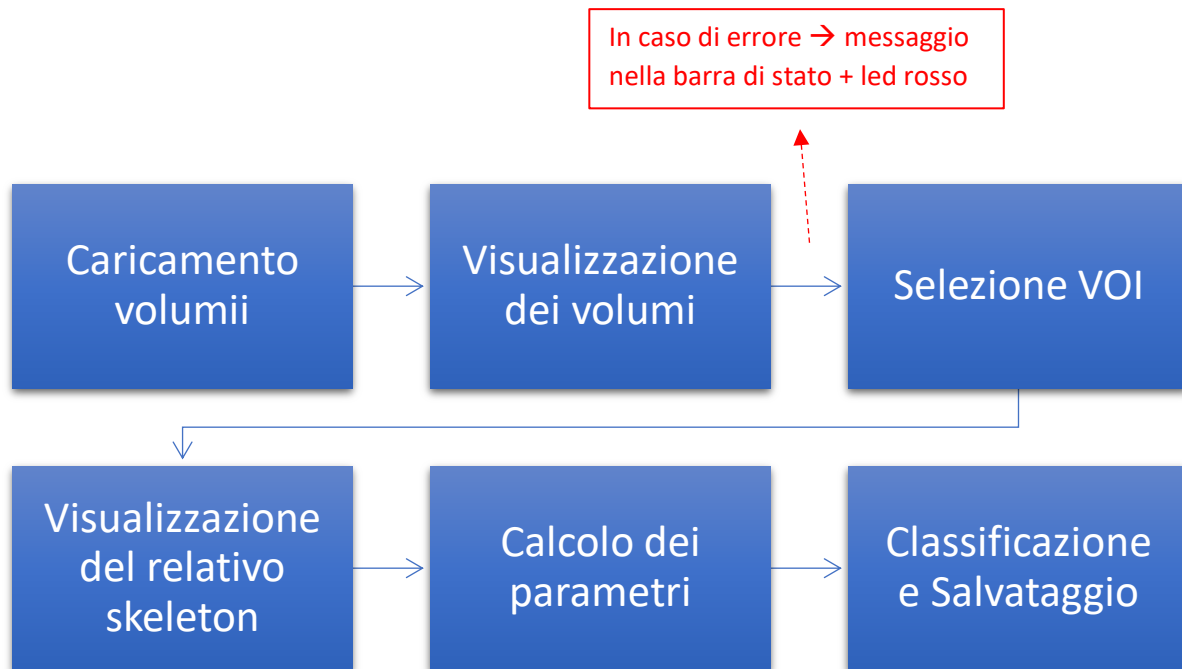 In caso di errore → messaggio
nella barra di stato + led rosso
Caricamento
volumii
Visualizzazione
dei volumi
Selezione VOI
Visualizzazione
del relativo
skeleton
Calcolo dei
parametri
Classificazione
e Salvataggio